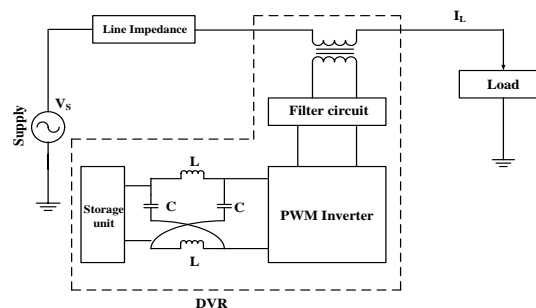 Line Impedance
I_L
Load
Filter circuit
V_S
Supply
L
Storage
unit
C
C
PWM Inverter
L
DVR